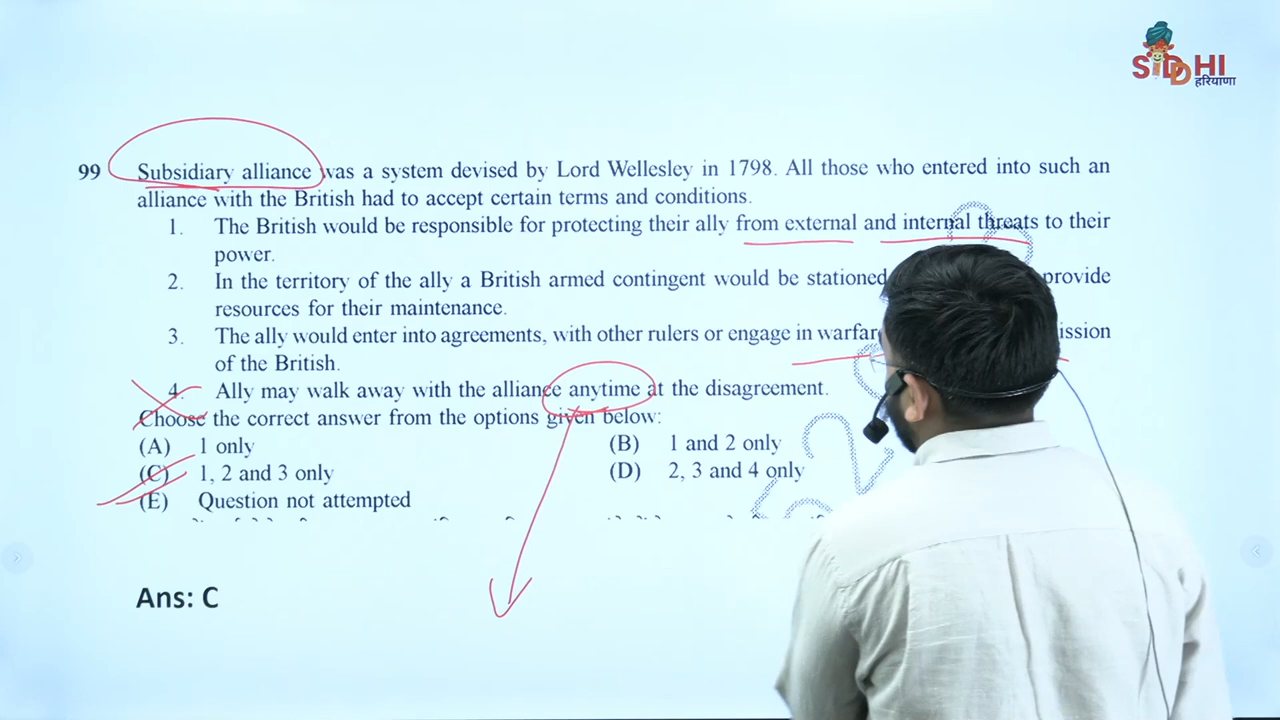 SIDDHI
हरियाणा
99 Subsidiary alliance was a system devised by Lord Wellesley in 1798. All those who entered into such an
alliance with the British had to accept certain terms and conditions.
1. The British would be responsible for protecting their ally from external and internal threats to their
power.
2. In the territory of the ally a British armed contingent would be stationed provide
resources for their maintenance.
3. The ally would enter into agreements, with other rulers or engage in
of the British.
4. Ally may walk away with the alliance anytime at the disagreement.
Choose the correct answer from the options given below:
(A) 1 only
(B) 1 and 2 only
(C) 1, 2 and 3 only
(D) 2, 3 and 4 only
(E) Question not attempted
Ans: C